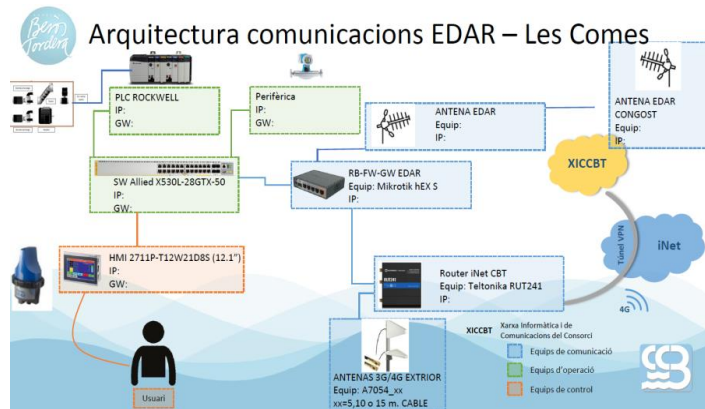 Besòs
Tordera
Arquitectura comunicacions EDAR – Les Comes
PLC ROCKWELL
IP:
GW:
Perifèrica
IP:
GW:
ANTENA EDAR
Equip:
IP:
ANTENA EDAR
CONGOST
Equip:
IP:
SW Allied X530L-28GTX-50
IP:
GW:
RB-FW-GW EDAR
Equip: Mikrotik hEX S
IP:
XICCBT
Túnel VPN
iNet
HMI 2711P-T12W21D8S (12.1”)
IP:
GW:
Router iNet CBT
Equip: Teltonika RUT241
IP:
4G
XICCBT
Xarxa Informàtica i de
Comunicacions del Consorci
Equips de comunicació
Equips d'operació
Equips de control
ANTENAS 3G/4G EXTRIOR
Equip: A7054_xx
xx=5,10 o 15 m. CABLE
Usuari